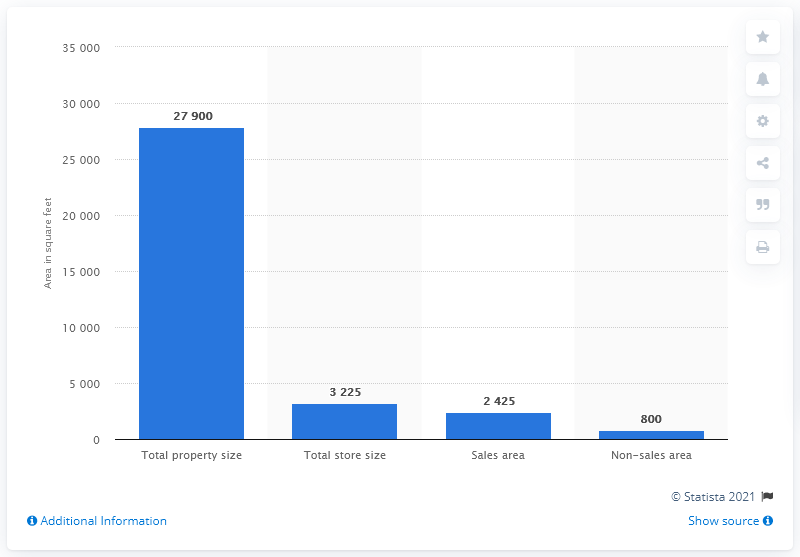 35 000
30 000
25 000
20 000
15 000
10 000
5 000
0
Area in square feet
27 900
3 225
2 425
800
Total property size
Total store size
Sales area
Non-sales area
© Statista 2021
Additional Information
Show source